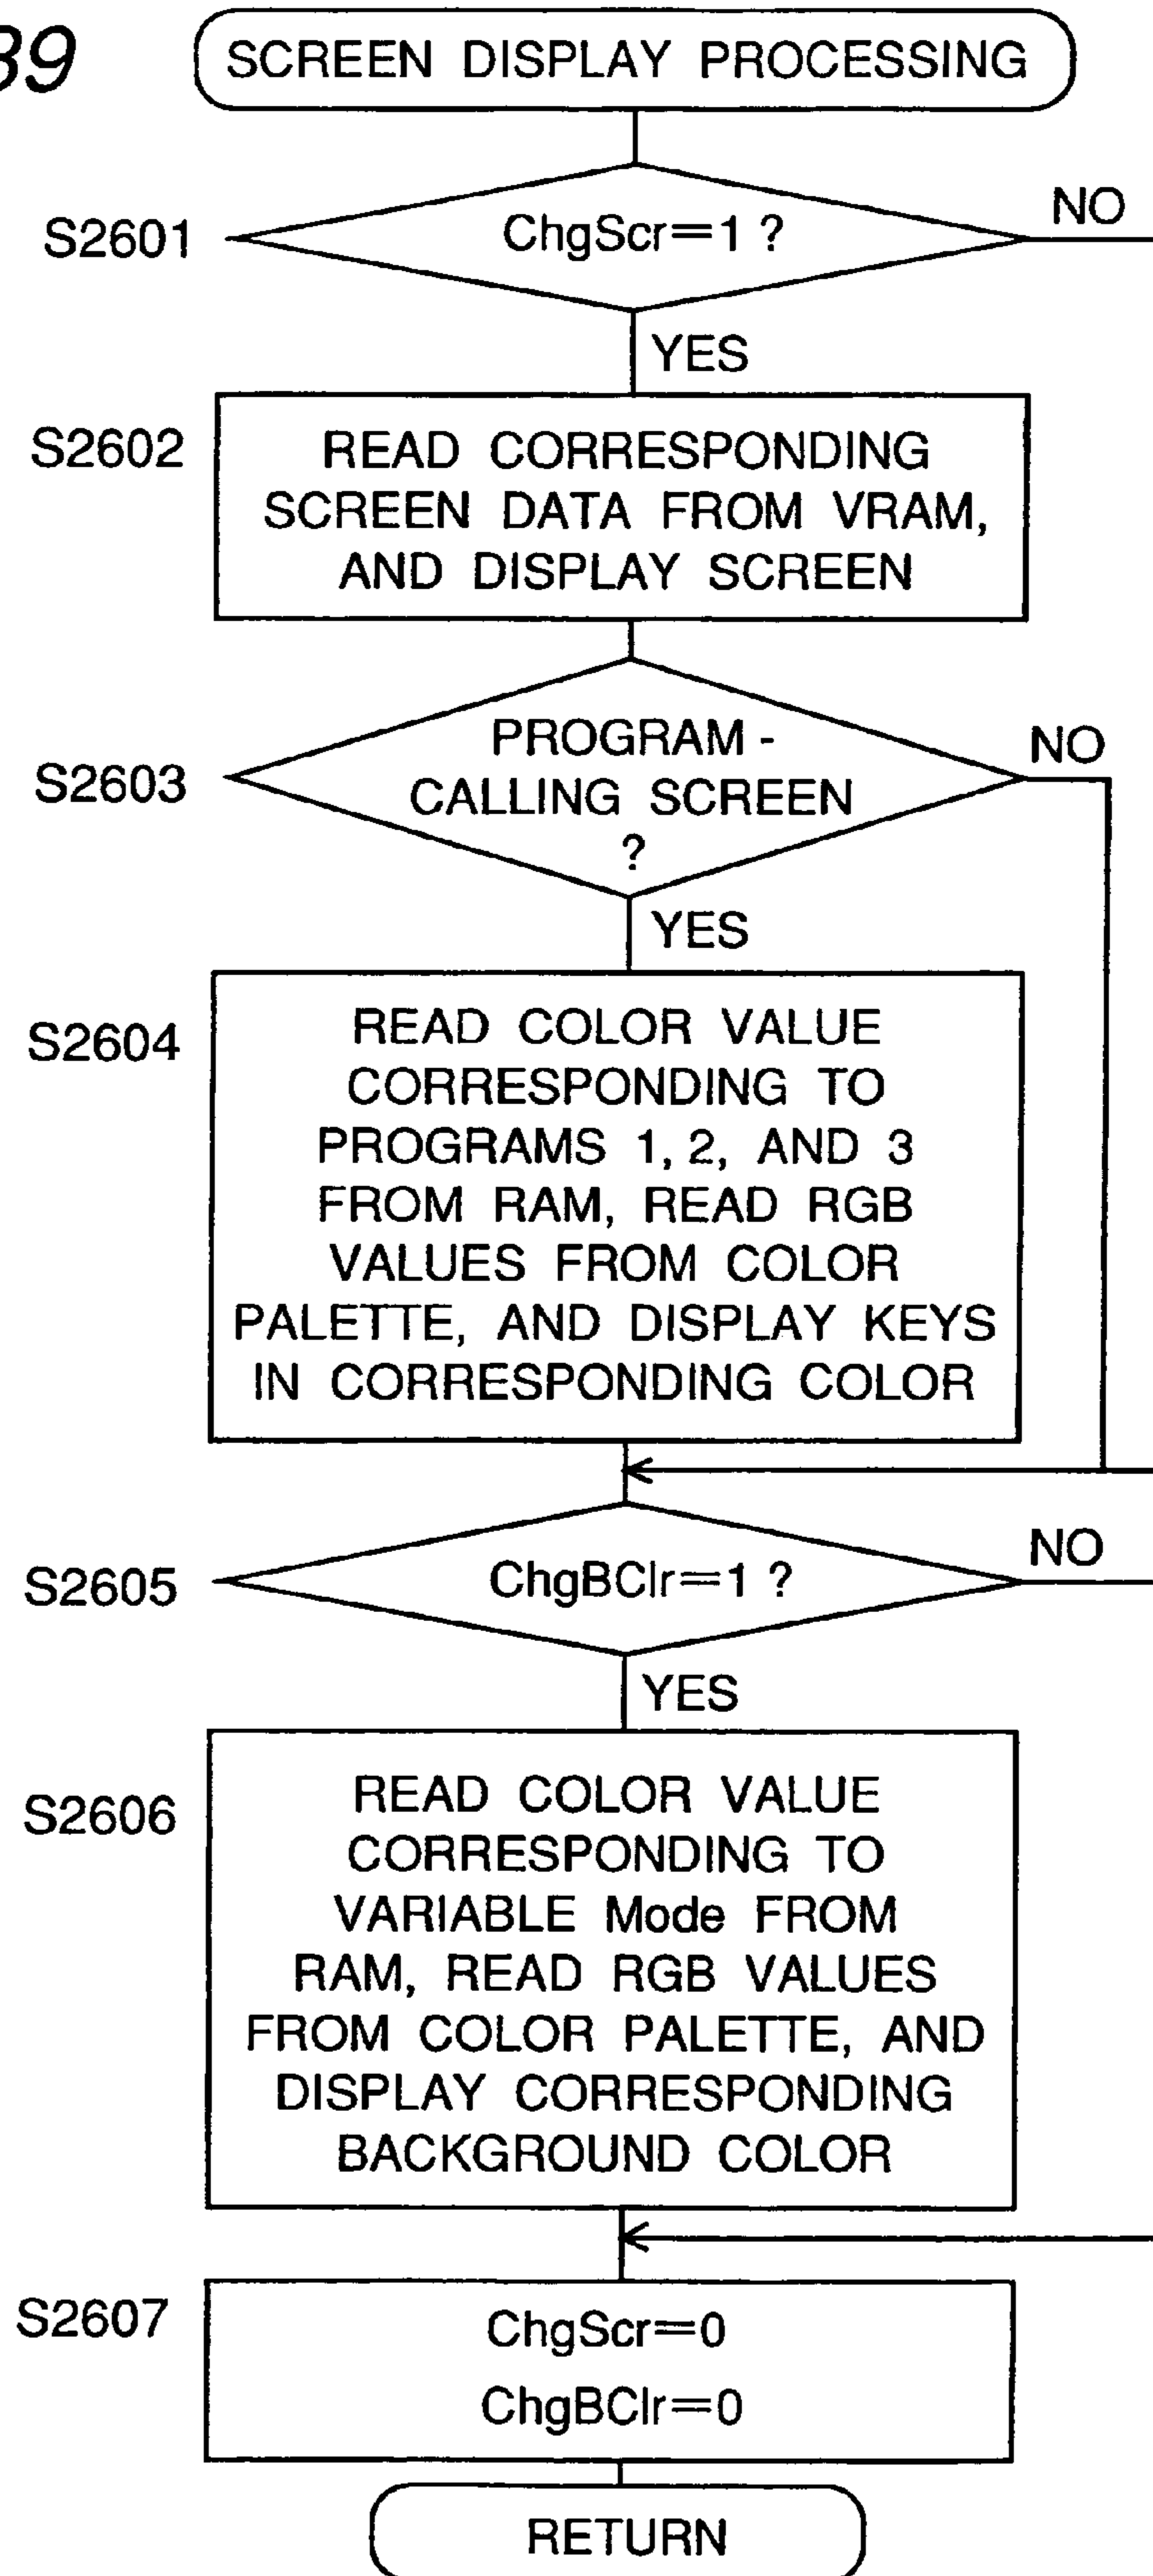 39
SCREEN DISPLAY PROCESSING
S2601
ChgScr=1 ?
NO
YES
S2602
READ CORRESPONDING
SCREEN DATA FROM VRAM,
AND DISPLAY SCREEN
S2603
PROGRAM -
CALLING SCREEN
?
NO
YES
S2604
READ COLOR VALUE
CORRESPONDING TO
PROGRAMS 1, 2, AND 3
FROM RAM, READ RGB
VALUES FROM COLOR
PALETTE, AND DISPLAY KEYS
IN CORRESPONDING COLOR
S2605
ChgBClr=1 ?
NO
YES
S2606
READ COLOR VALUE
CORRESPONDING TO
VARIABLE Mode FROM
RAM, READ RGB VALUES
FROM COLOR PALETTE, AND
DISPLAY CORRESPONDING
BACKGROUND COLOR
S2607
ChgScr=0
ChgBClr=0
RETURN